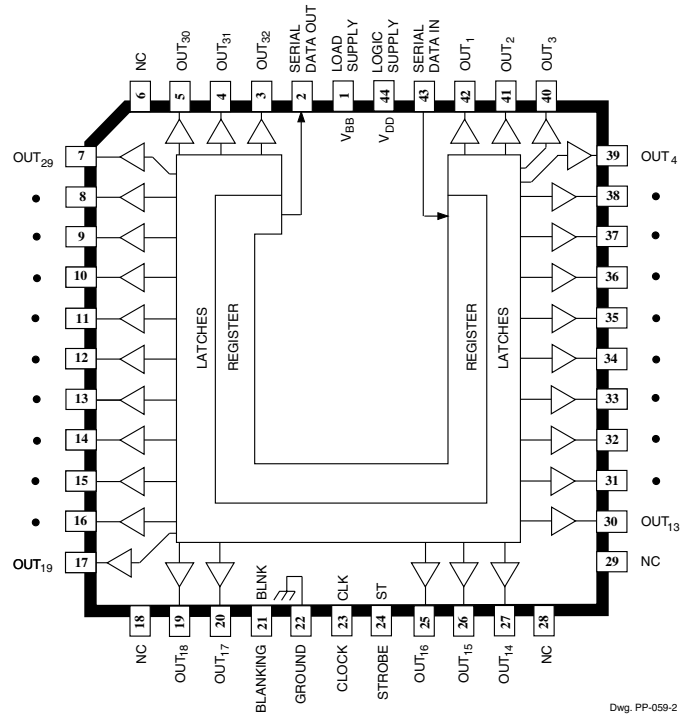 NC
OUT30
OUT31
OUT32
SERIAL DATA OUT
LOAD SUPPLY
LOGIC SUPPLY
SERIAL DATA IN
OUT1
OUT2
OUT3
6
5
4
3
2
1
44
43
42
41
40
VBB
VDD
OUT29
7
39
OUT4
8
38
9
37
10
36
11
35
12
34
13
33
14
32
15
31
16
30
OUT13
OUT19
17
29
NC
LATCHES
REGISTER
REGISTER
LATCHES
BLNK
CLK
ST
18
19
20
21
22
23
24
25
26
27
28
NC
OUT18
OUT17
BLANKING
GROUND
CLOCK
STROBE
OUT16
OUT15
OUT14
NC
Dwg. PP-059-2